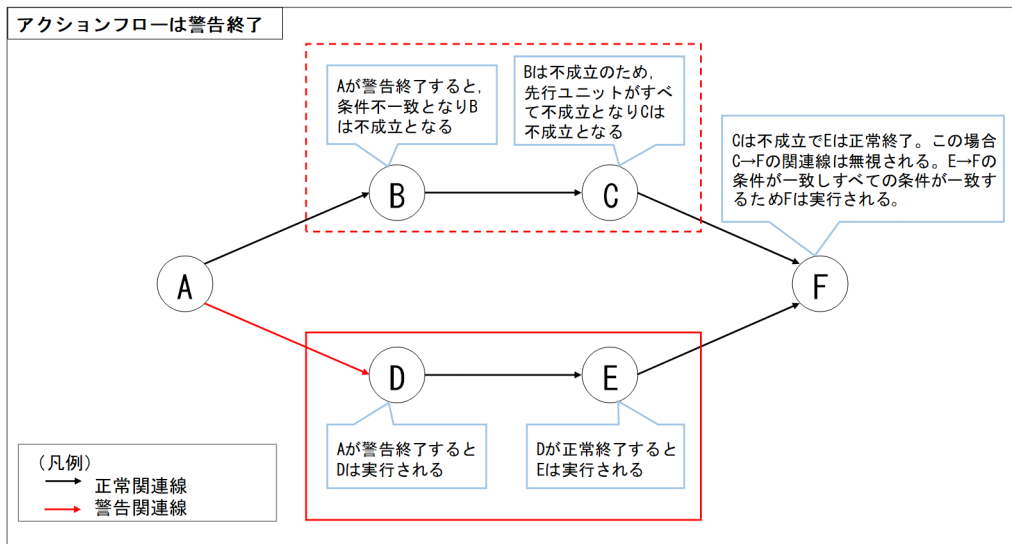 アクションフローは警告終了
Aが警告終了すると,
条件不一致となりB
は不成立となる
Bは不成立のため,
先行ユニットがすべ
て不成立となりCは
不成立となる
Cは不成立でEは正常終了。この場合
C→Fの関連線は無視される。E→Fの
条件が一致しすべての条件が一致す
るためFは実行される。
B
C
A
F
D
E
Aが警告終了すると
Dは実行される
Dが正常終了すると
Eは実行される
(凡例)
正常関連線
警告関連線